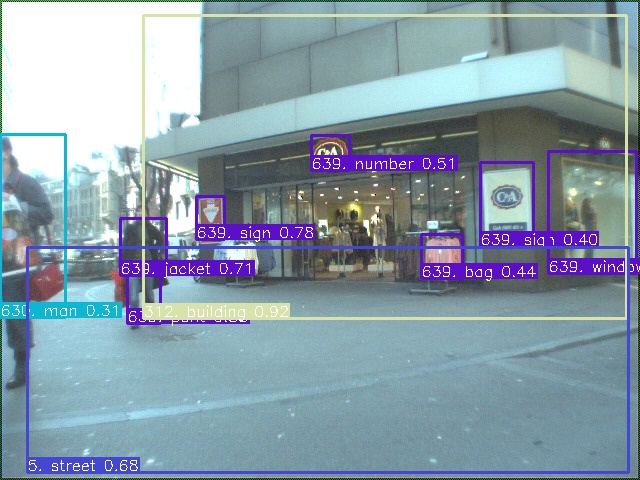 C&A
639. number 0.51
639. sign 0.78
C&A
639. sign 0.40
639. jacket 0.71
639. bag 0.44
639. window
630. man 0.31
312. building 0.92
5. street 0.68